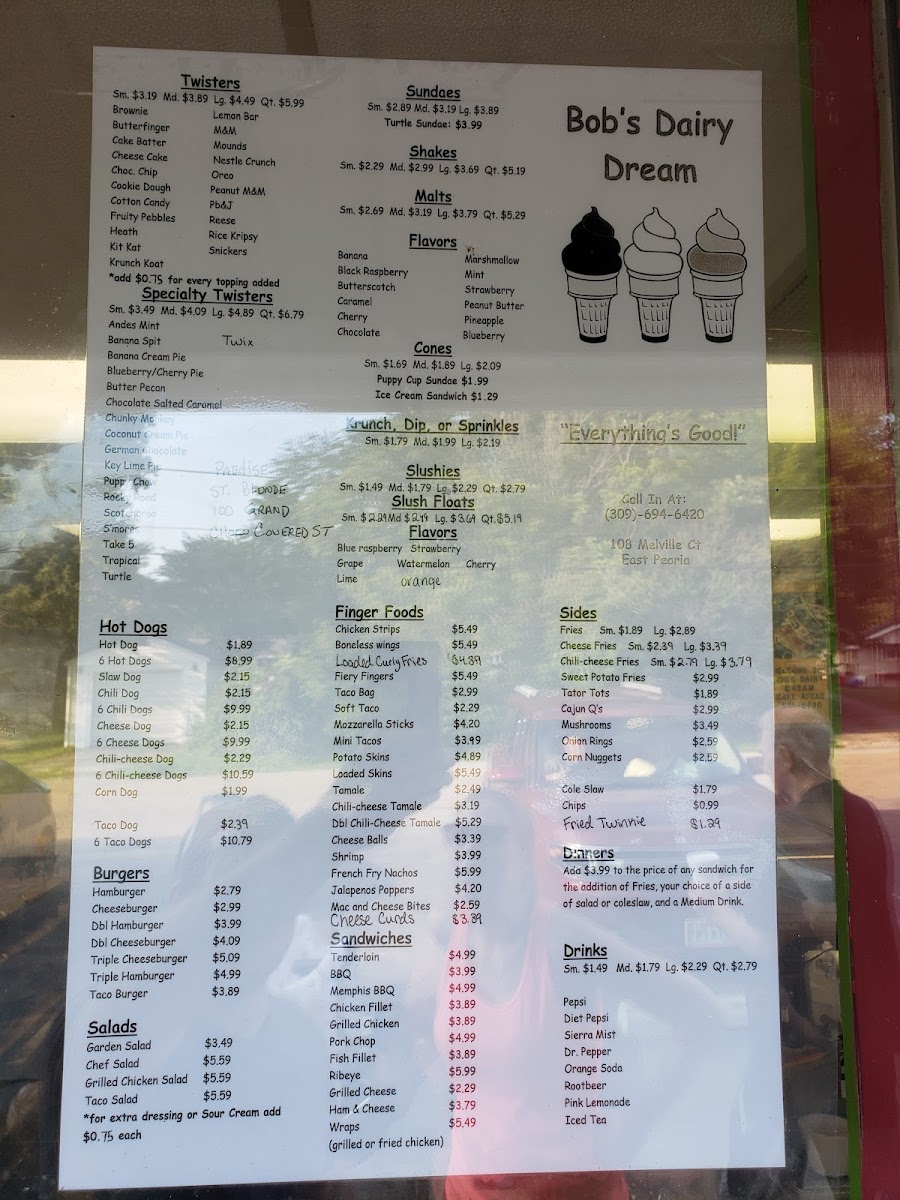 Twisters
Sm. $3.19 Md. $3.89 Lg. $4.49 Qt. $5.99
Brownie
Butterfinger
Cake Batter
Cheese Cake
Choc. Chip
Cookie Dough
Cotton Candy
Fruity Pebbles
Heath
Kit Kat
Krunch Koat
Lemon Bar
M&M
Mounds
Nestle Crunch
Oreo
Peanut M&M
Pb&J
Reese
Rice Kripsy
Snickers
*add $0.75 for every topping added
Specialty Twisters
Sm. $3.49 Md. $4.09 Lg. $4.89 Qt. $6.79
Andes Mint
Banana Spit
Banana Cream Pie
Blueberry/Cherry Pie
Butter Pecan
Chocolate Salted Caramel
Chunky Monkey
Coconut Cream Pie
German Chocolate
Key Lime Pie
Puppy Chow
Rocky Road
Scotcharoo
S'mores
Take 5
Tropical
Turtle
Twix
ST. BLONDE
100 GRAND
COVERED ST
Hot Dogs
Hot Dog $1.89
6 Hot Dogs $8.99
Slaw Dog $2.15
Chili Dog $2.15
6 Chili Dogs $9.99
Cheese Dog $2.15
6 Cheese Dogs $9.99
Chili-cheese Dog $2.29
6 Chili-cheese Dogs $10.59
Corn Dog $1.99
Taco Dog $2.39
6 Taco Dogs $10.79
Burgers
Hamburger $2.79
Cheeseburger $2.99
Dbl Hamburger $3.99
Dbl Cheeseburger $4.09
Triple Cheeseburger $5.09
Triple Hamburger $4.99
Taco Burger $3.89
Salads
Garden Salad $3.49
Chef Salad $5.59
Grilled Chicken Salad $5.59
Taco Salad $5.59
*for extra dressing or Sour Cream add
$0.75 each
Sundaes
Sm. $2.89 Md. $3.19 Lg. $3.89
Turtle Sundae: $3.99
Shakes
Sm. $2.29 Md. $2.99 Lg. $3.69 Qt. $5.19
Malts
Sm. $2.69 Md. $3.19 Lg. $3.79 Qt. $5.29
Flavors
Banana
Black Raspberry
Butterscotch
Caramel
Cherry
Chocolate
Marshmallow
Mint
Strawberry
Peanut Butter
Pineapple
Blueberry
Cones
Sm. $1.69 Md. $1.89 Lg. $2.09
Puppy Cup Sundae $1.99
Ice Cream Sandwich $1.29
Krunch, Dip, or Sprinkles
Sm. $1.79 Md. $1.99 Lg. $2.19
Slushies
Sm. $1.49 Md. $1.79 Lg. $2.29 Qt. $2.79
Slush Floats
Sm. $2.29 Md $2.99 Lg. $3.69 Qt. $5.19
Flavors
Blue raspberry Strawberry
Grape Watermelon Cherry
Lime orange
Finger Foods
Chicken Strips $5.49
Boneless wings $5.49
Loaded Curly Fries $4.89
Fiery Fingers $5.49
Taco Bag $2.99
Soft Taco $2.29
Mozzarella Sticks $4.20
Mini Tacos $3.99
Potato Skins $4.89
Loaded Skins $5.49
Tamale $2.49
Chili-cheese Tamale $3.19
Dbl Chili-Cheese Tamale $5.29
Cheese Balls $3.39
Shrimp $3.99
French Fry Nachos $5.99
Jalapenos Poppers $4.20
Mac and Cheese Bites $2.59
Cheese Curds $3.39
Sandwiches
Tenderloin $4.99
BBQ $3.99
Memphis BBQ $4.99
Chicken Fillet $3.89
Grilled Chicken $3.89
Pork Chop $4.99
Fish Fillet $3.89
Ribeye $5.99
Grilled Cheese $2.29
Ham & Cheese $3.79
Wraps $5.49
(grilled or fried chicken)
Bob's Dairy
Dream
"Everything's Good!"
Call In At:
(309)-694-6420
108 Melville Ct
East Peoria
Sides
Fries Sm. $1.89 Lg. $2.89
Cheese Fries Sm. $2.39 Lg. $3.39
Chili-cheese Fries Sm. $2.79 Lg. $3.79
Sweet Potato Fries $2.99
Tator Tots $1.89
Cajun Q's $2.99
Mushrooms $3.49
Onion Rings $2.59
Corn Nuggets $2.59
Cole Slaw $1.79
Chips $0.99
Fried Twinnie $1.29
Dinners
Add $3.99 to the price of any sandwich for
the addition of Fries, your choice of a side
of salad or coleslaw, and a Medium Drink.
Drinks
Sm. $1.49 Md. $1.79 Lg. $2.29 Qt. $2.79
Pepsi
Diet Pepsi
Sierra Mist
Dr. Pepper
Orange Soda
Rootbeer
Pink Lemonade
Iced Tea